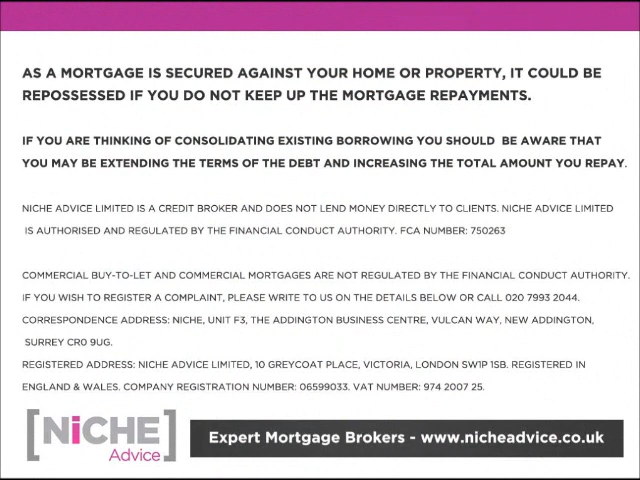 AS A MORTGAGE IS SECURED AGAINST YOUR HOME OR PROPERTY, IT COULD BE
REPOSSESSED IF YOU DO NOT KEEP UP THE MORTGAGE REPAYMENTS.
IF YOU ARE THINKING OF CONSOLIDATING EXISTING BORROWING YOU SHOULD BE AWARE THAT
YOU MAY BE EXTENDING THE TERMS OF THE DEBT AND INCREASING THE TOTAL AMOUNT YOU REPAY.
NICHE ADVICE LIMITED IS A CREDIT BROKER AND DOES NOT LEND MONEY DIRECTLY TO CLIENTS. NICHE ADVICE LIMITED
IS AUTHORISED AND REGULATED BY THE FINANCIAL CONDUCT AUTHORITY. FCA NUMBER: 750263
COMMERCIAL BUY-TO-LET AND COMMERCIAL MORTGAGES ARE NOT REGULATED BY THE FINANCIAL CONDUCT AUTHORITY.
IF YOU WISH TO REGISTER A COMPLAINT, PLEASE WRITE TO US ON THE DETAILS BELOW OR CALL 020 7993 2044.
CORRESPONDENCE ADDRESS: NICHE, UNIT F3, THE ADDINGTON BUSINESS CENTRE, VULCAN WAY, NEW ADDINGTON,
SURREY CR0 9UG.
REGISTERED ADDRESS: NICHE ADVICE LIMITED, 10 GREYCOAT PLACE, VICTORIA, LONDON SW1P 1SB. REGISTERED IN
ENGLAND & WALES. COMPANY REGISTRATION NUMBER: 06599033. VAT NUMBER: 974 2007 25.
[NiCHE]
Advice
Expert Mortgage Brokers - www.nicheadvice.co.uk